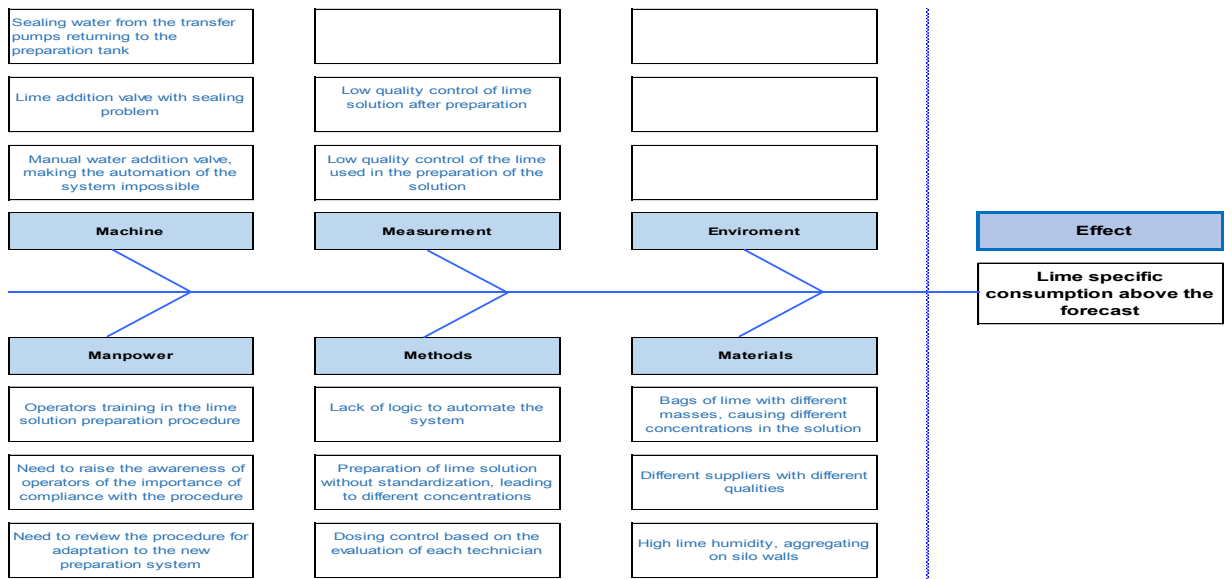 Sealing water from the transfer
pumps returning to the
preparation tank
Lime addition valve with sealing
problem
Manual water addition valve,
making the automation of the
system impossible
Machine
Low quality control of lime
solution after preparation
Low quality control of the lime
used in the preparation of the
solution
Measurement
Enviroment
Effect
Lime specific
consumption above the
forecast
Manpower
Operators training in the lime
solution preparation procedure
Need to raise the awareness of
operators of the importance of
compliance with the procedure
Need to review the procedure for
adaptation to the new
preparation system
Methods
Lack of logic to automate the
system
Preparation of lime solution
without standardization, leading
to different concentrations
Dosing control based on the
evaluation of each technician
Materials
Bags of lime with different
masses, causing different
concentrations in the solution
Different suppliers with different
qualities
High lime humidity, aggregating
on silo walls